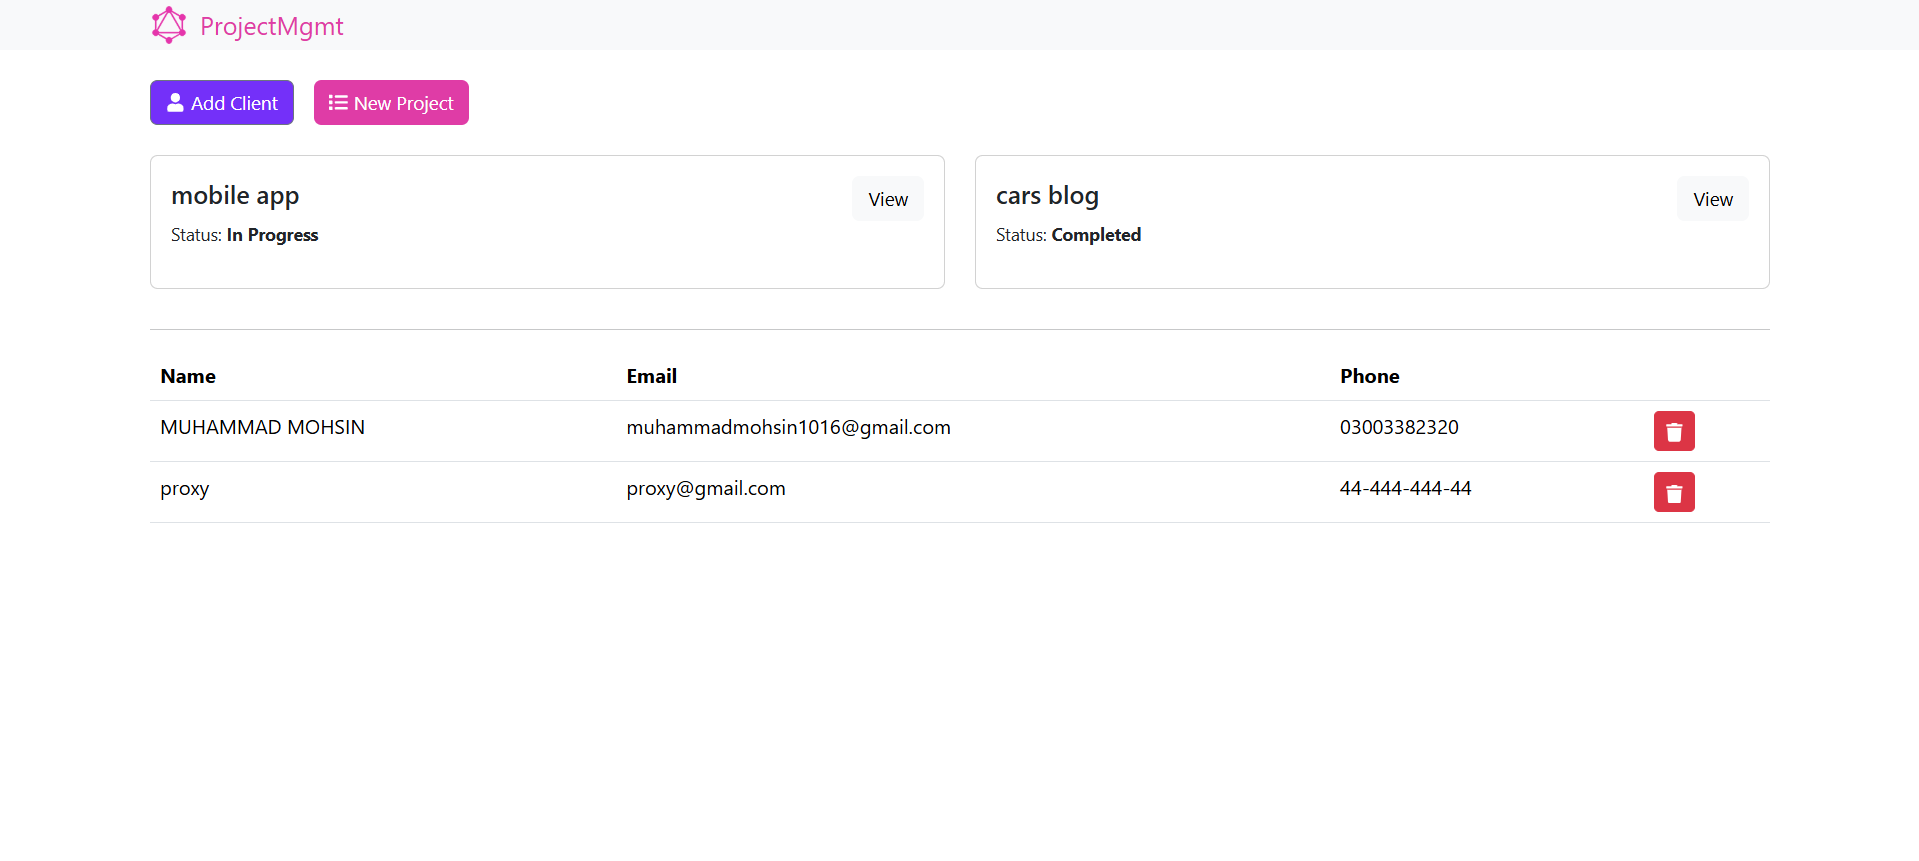 ProjectMgmt
Add Client
New Project
mobile app
View
Status: In Progress
cars blog
View
Status: Completed
Name Email Phone
MUHAMMAD MOHSIN muhammadmohsin1016@gmail.com 03003382320
proxy proxy@gmail.com 44-444-444-44